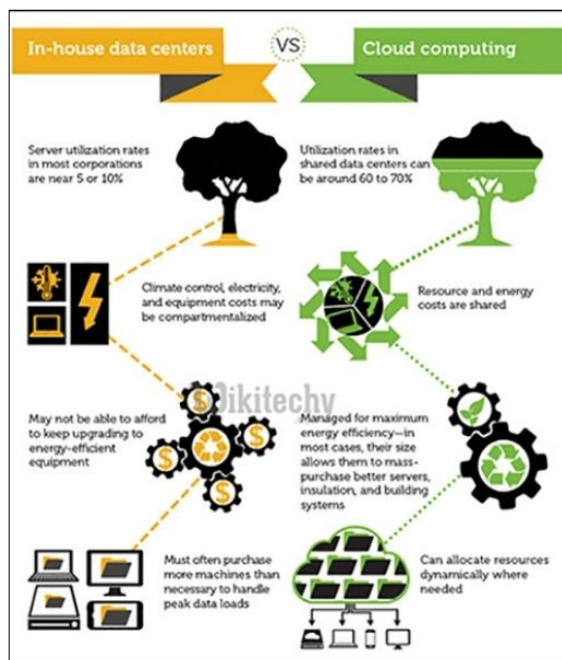 In-house data centers
VS
Cloud computing
Server utilization rates
in most corporations
are near 5 or 10%
Utilization rates in
shared data centers can
be around 60 to 70%
Climate control, electricity,
and equipment costs may
be compartmentalized
Resource and energy
costs are shared
Wikitechy
May not be able to afford
to keep upgrading to
energy-efficient
equipment
$
$
$
$
Managed for maximum
energy efficiency—in
most cases, their size
allows them to mass-
purchase better servers,
insulation, and building
systems
Must often purchase
more machines than
necessary to handle
peak data loads
Can allocate resources
dynamically where
needed